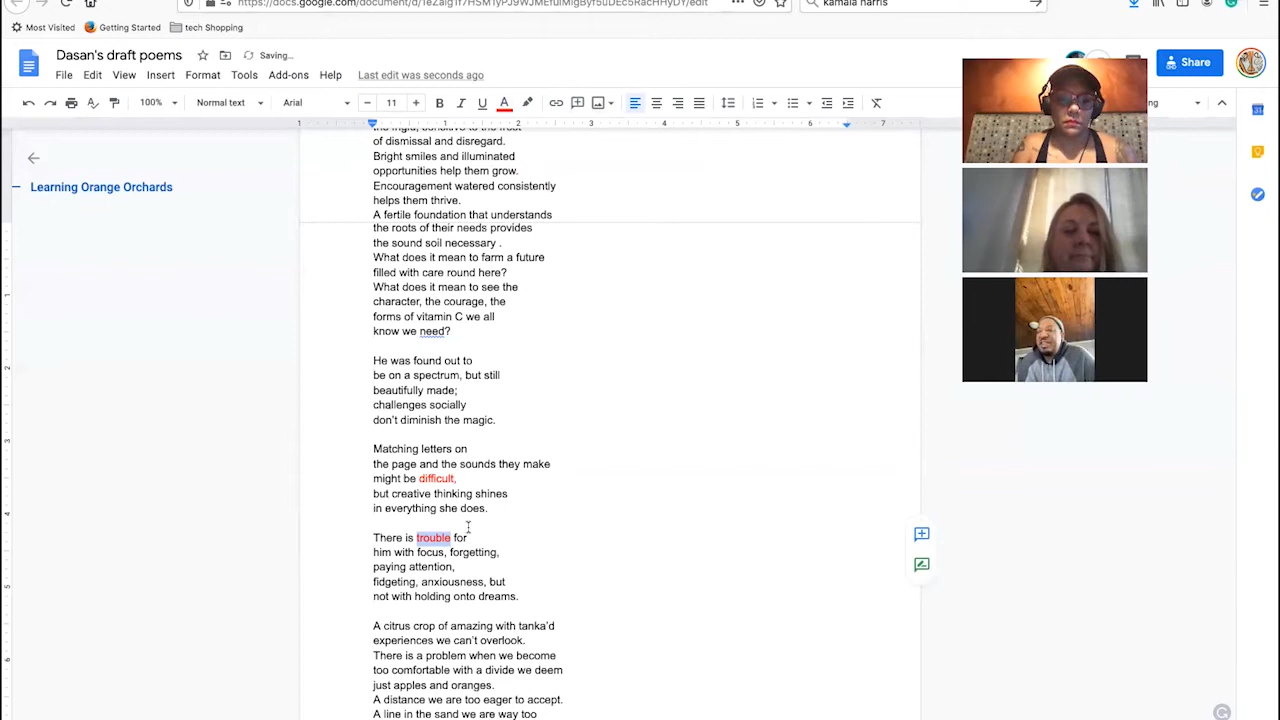 kamala harris
Most Visited Getting Started tech Shopping
Dasan's draft poems Saving...
File Edit View Insert Format Tools Add-ons Help Last edit was seconds ago
Share
100% Normal text Arial 11
1 1 2 3 4 5 6 7
Learning Orange Orchards
of dismissal and disregard.
Bright smiles and illuminated
opportunities help them grow.
Encouragement watered consistently
helps them thrive.
A fertile foundation that understands
the roots of their needs provides
the sound soil necessary .
What does it mean to farm a future
filled with care round here?
What does it mean to see the
character, the courage, the
forms of vitamin C we all
know we need?
He was found out to
be on a spectrum, but still
beautifully made;
challenges socially
don't diminish the magic.
Matching letters on
the page and the sounds they make
might be difficult,
but creative thinking shines
in everything she does.
There is trouble for
him with focus, forgetting,
paying attention,
fidgeting, anxiousness, but
not with holding onto dreams.
A citrus crop of amazing with tanka'd
experiences we can't overlook.
There is a problem when we become
too comfortable with a divide we deem
just apples and oranges.
A distance we are too eager to accept.
A line in the sand we are way too